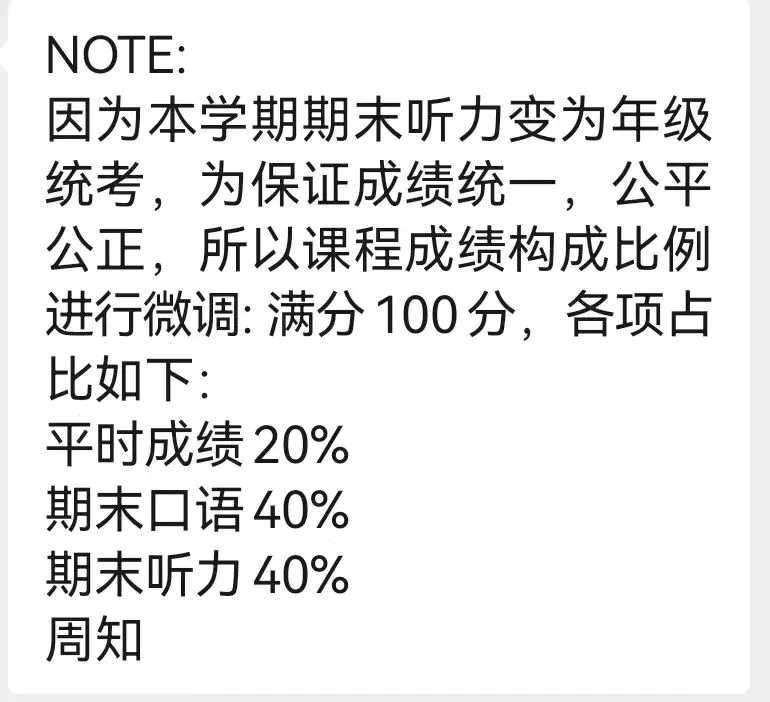 NOTE:
因为本学期期末听力变为年级
统考，为保证成绩统一，公平
公正，所以课程成绩构成比例
进行微调: 满分 100 分，各项占
比如下:
平时成绩 20%
期末口语 40%
期末听力 40%
周知